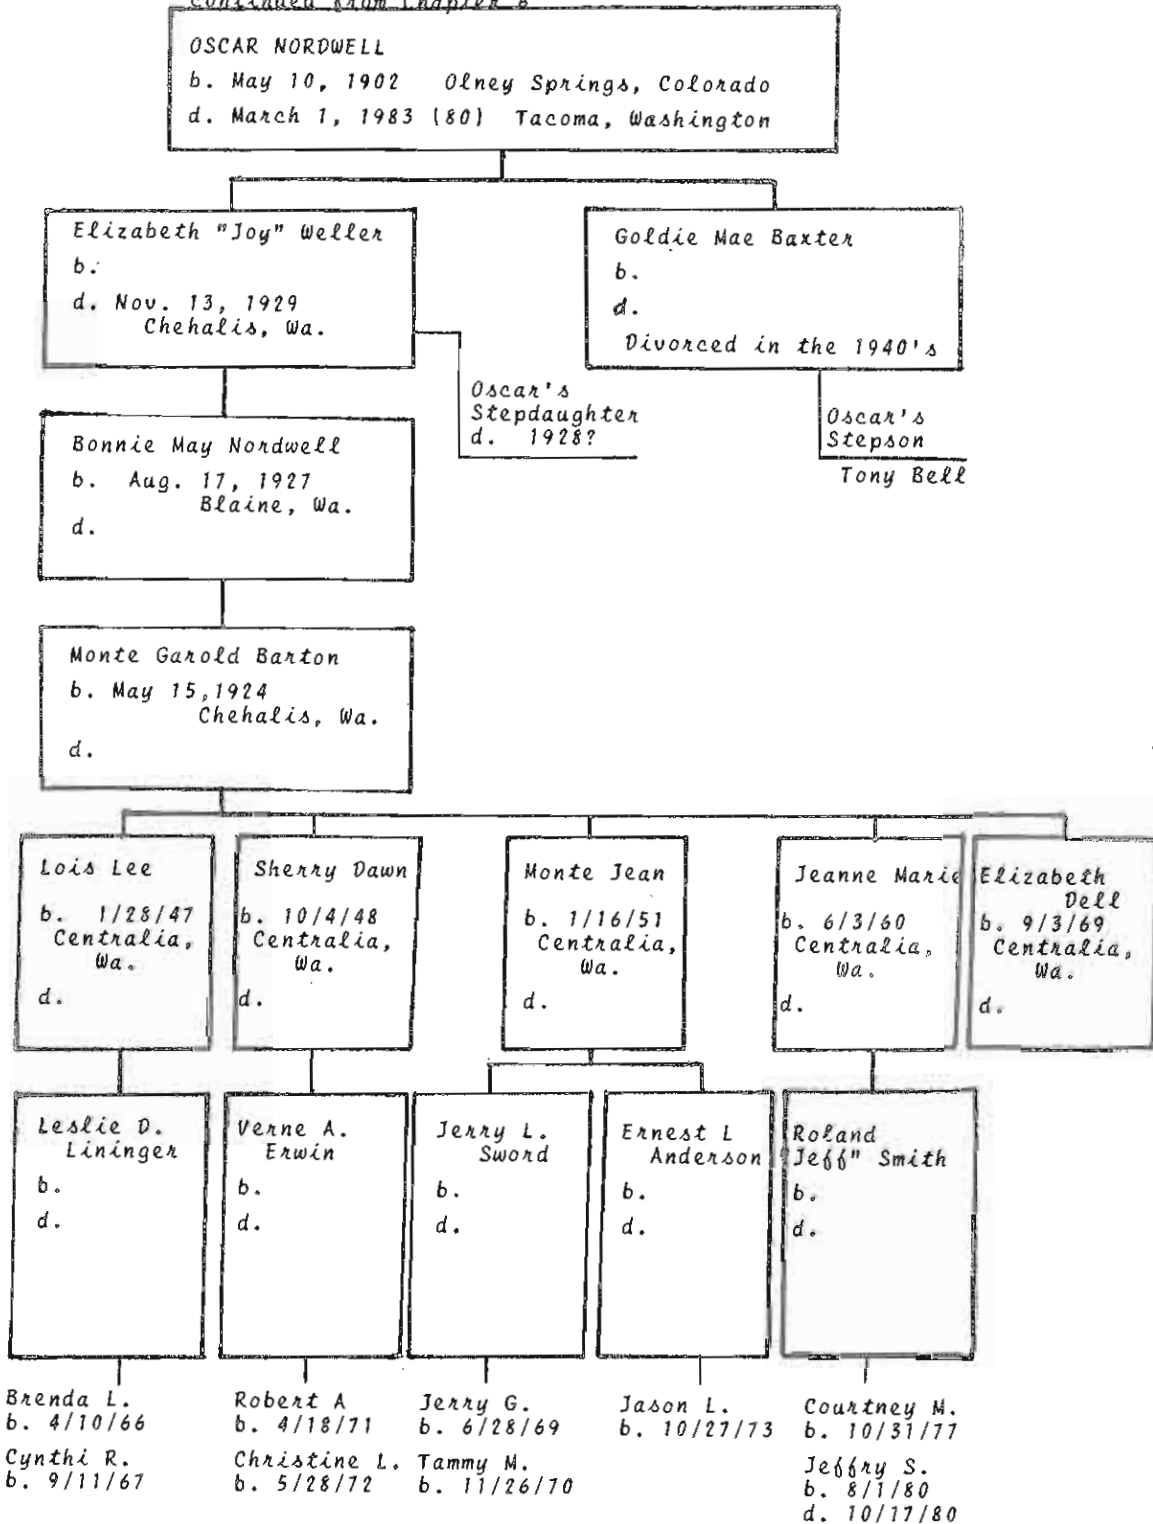 Continued from Chapter 8
OSCAR NORDWELL
b. May 10, 1902 Olney Springs, Colorado
d. March 1, 1983 (80) Tacoma, Washington
Elizabeth "Joy" Weller
b.
d. Nov. 13, 1929
Chehalis, Wa.
Goldie Mae Baxter
b.
d.
Divorced in the 1940's
Oscar's
Stepdaughter
d. 1928?
Oscar's
Stepson
Tony Bell
Bonnie May Nordwell
b. Aug. 17, 1927
Blaine, Wa.
d.
Monte Garold Barton
b. May 15,1924
Chehalis, Wa.
d.
Lois Lee
b. 1/28/47
Centralia,
Wa.
d.
Sherry Dawn
b. 10/4/48
Centralia,
Wa.
d.
Monte Jean
b. 1/16/51
Centralia,
Wa.
d.
Jeanne Marie
b. 6/3/60
Centralia,
Wa.
d.
Elizabeth
Dell
b. 9/3/69
Centralia,
Wa.
d.
Leslie D.
Lininger
b.
d.
Verne A.
Erwin
b.
d.
Jerry L.
Sword
b.
d.
Ernest L
Anderson
b.
d.
Roland
"Jeff" Smith
b.
d.
Brenda L.
b. 4/10/66
Cynthi R.
b. 9/11/67
Robert A
b. 4/18/71
Christine L.
b. 5/28/72
Jerry G.
b. 6/28/69
Tammy M.
b. 11/26/70
Jason L.
b. 10/27/73
Courtney M.
b. 10/31/77
Jeffry S.
b. 8/1/80
d. 10/17/80